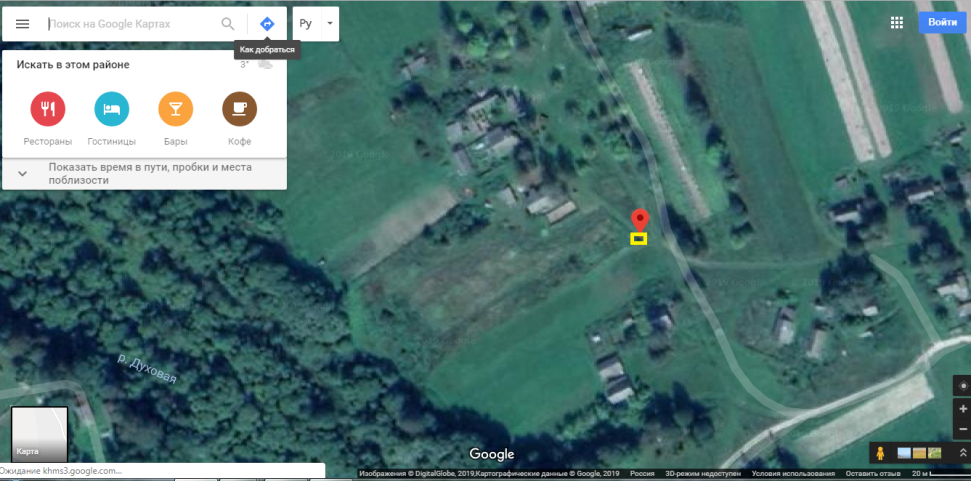 Поиск на Google Картах
Ру
Войти
Как добраться
Искать в этом районе
3°
Рестораны
Гостиницы
Бары
Кофе
Показать время в пути, пробки и места
поблизости
р. Духовая
Карта
Google
Ожидание khms3.google.com...
Изображения © DigitalGlobe, 2019,Картографические данные © Google, 2019 Россия 3D-режим недоступен Условия использования Оставить отзыв 20 м